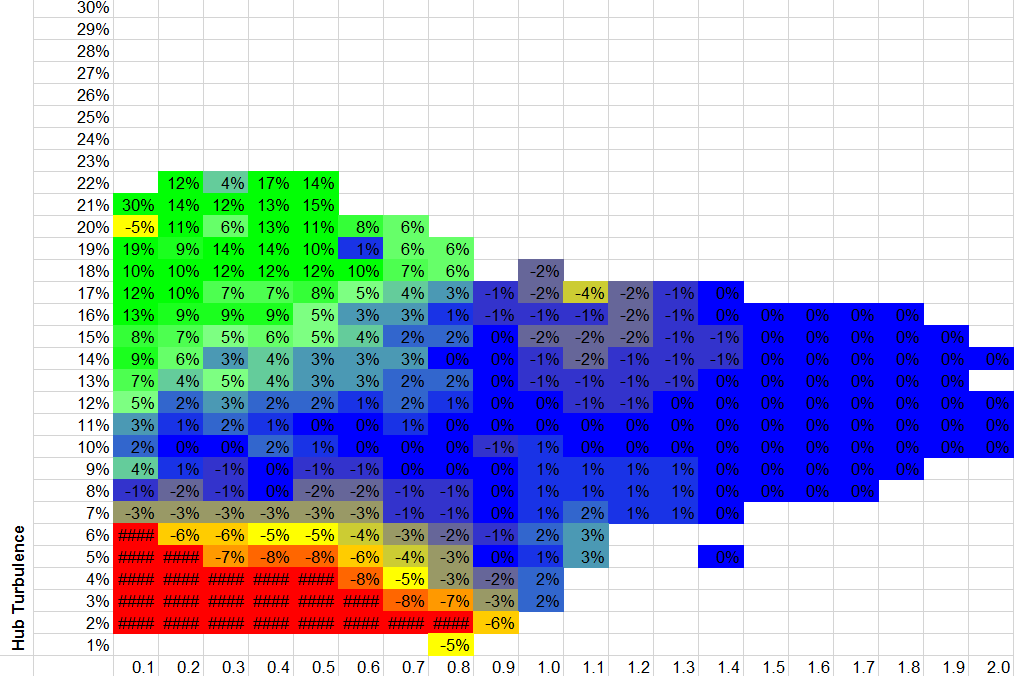 30%
29%
28%
27%
26%
25%
24%
23%
22% 12% 4% 17% 14%
21% 30% 14% 12% 13% 15%
20% -5% 11% 6% 13% 11% 8% 6%
19% 19% 9% 14% 14% 10% 1% 6% 6%
18% 10% 10% 12% 12% 12% 10% 7% 6% -2%
17% 12% 10% 7% 7% 8% 5% 4% 3% -1% -2% -4% -2% -1% 0%
16% 13% 9% 9% 9% 5% 3% 3% 1% -1% -1% -1% -2% -1% 0% 0% 0% 0% 0%
15% 8% 7% 5% 6% 5% 4% 2% 2% 0% -2% -2% -2% -1% -1% 0% 0% 0% 0% 0%
14% 9% 6% 3% 4% 3% 3% 3% 0% 0% -1% -2% -1% -1% -1% 0% 0% 0% 0% 0% 0%
13% 7% 4% 5% 4% 3% 3% 2% 2% 0% -1% -1% -1% -1% 0% 0% 0% 0% 0% 0%
12% 5% 2% 3% 2% 2% 1% 2% 1% 0% 0% -1% -1% 0% 0% 0% 0% 0% 0% 0% 0%
11% 3% 1% 2% 1% 0% 0% 1% 0% 0% 0% 0% 0% 0% 0% 0% 0% 0% 0% 0% 0%
10% 2% 0% 0% 2% 1% 0% 0% 0% -1% 1% 0% 0% 0% 0% 0% 0% 0% 0% 0% 0%
9% 4% 1% -1% 0% -1% -1% 0% 0% 0% 1% 1% 1% 1% 0% 0% 0% 0% 0%
8% -1% -2% -1% 0% -2% -2% -1% -1% 0% 1% 1% 1% 1% 0% 0% 0% 0%
7% -3% -3% -3% -3% -3% -3% -1% -1% 0% 1% 2% 1% 1% 0%
6% #### -6% -6% -5% -5% -4% -3% -2% -1% 2% 3%
5% #### #### -7% -8% -8% -6% -4% -3% 0% 1% 3% 0%
4% #### #### #### #### #### -8% -5% -3% -2% 2%
3% #### #### #### #### #### #### -8% -7% -3% 2%
2% #### #### #### #### #### #### #### #### -6%
1% -5%
0.1 0.2 0.3 0.4 0.5 0.6 0.7 0.8 0.9 1.0 1.1 1.2 1.3 1.4 1.5 1.6 1.7 1.8 1.9 2.0
Hub Turbulence